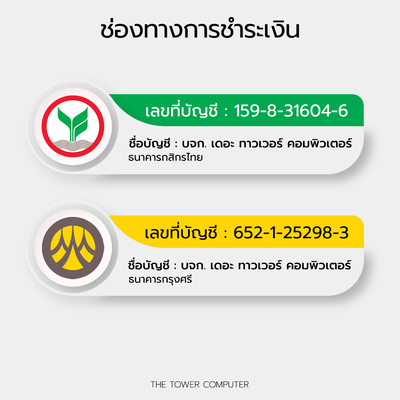 ช่องทางการชำระเงิน
เลขที่บัญชี : 159-8-31604-6
ชื่อบัญชี : บจก. เดอะ ทาวเวอร์ คอมพิวเตอร์
ธนาคารกสิกรไทย
เลขที่บัญชี : 652-1-25298-3
ชื่อบัญชี : บจก. เดอะ ทาวเวอร์ คอมพิวเตอร์
ธนาคารกรุงศรี
THE TOWER COMPUTER